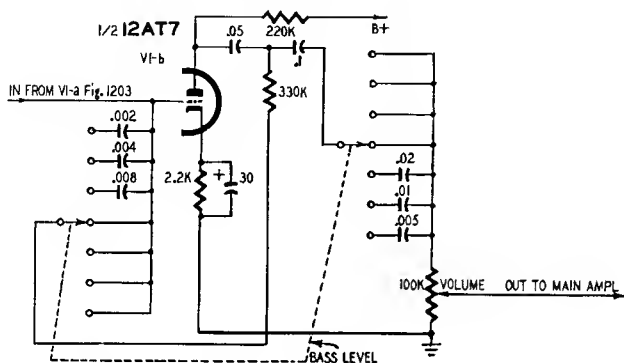 1/2 12AT7
V1-b
220K
B+
.05
.1
IN FROM V1-a Fig. 1203
330K
.002
.004
.008
2.2K
+
30
.02
.01
.005
100K
VOLUME
OUT TO MAIN AMPL
BASS LEVEL